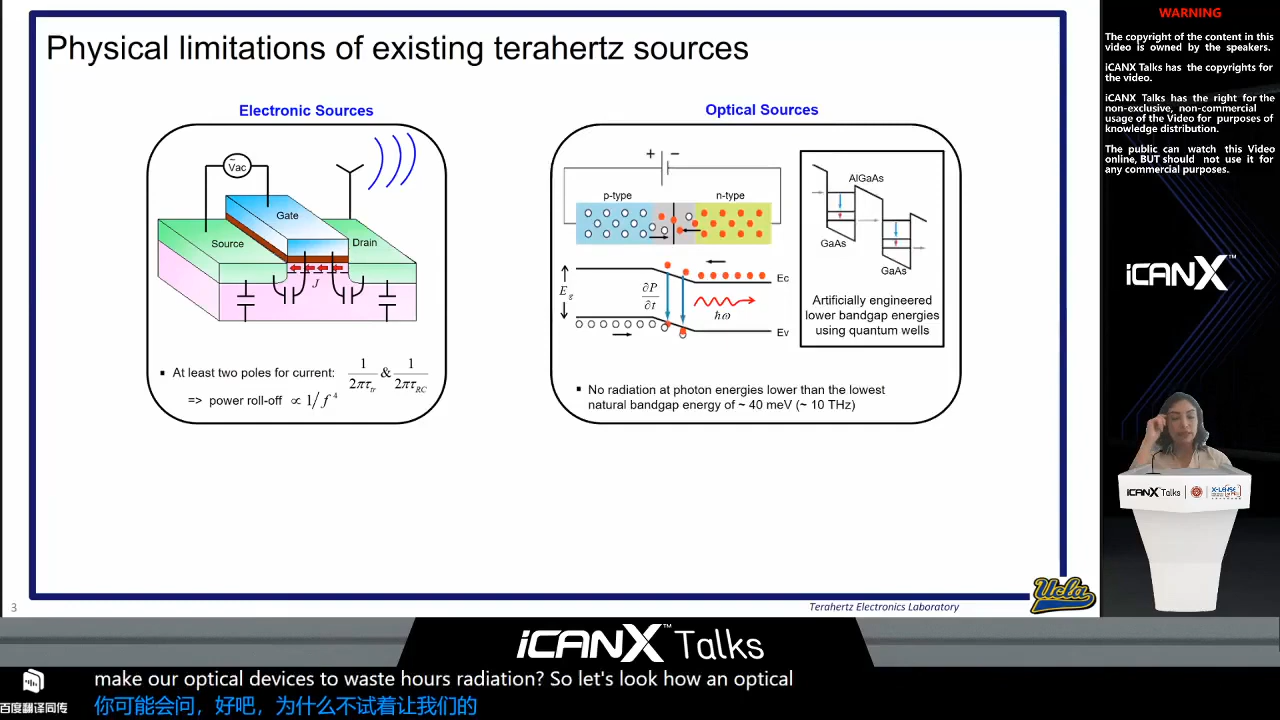 Physical limitations of existing terahertz sources
Electronic Sources
Vac
Gate
Source
Drain
J
At least two poles for current: 1/2πτtr & 1/2πτRC
=> power roll-off ∝ 1/f 4
Optical Sources
+ −
p-type
n-type
Ec
Eg
∂P/∂t
ħω
Ev
AlGaAs
GaAs
GaAs
Artificially engineered
lower bandgap energies
using quantum wells
No radiation at photon energies lower than the lowest
natural bandgap energy of ~ 40 meV (~ 10 THz)
3
Terahertz Electronics Laboratory
Ucla
WARNING
The copyright of the content in this
video is owned by the speakers.
iCANX Talks has the copyrights for
the video.
iCANX Talks has the right for the
non-exclusive, non-commercial
usage of the Video for purposes of
knowledge distribution.
The public can watch this Video
online, BUT should not use it for
any commercial purposes.
iCANX™
iCANX Talks
iCANX™ Talks
make our optical devices to waste hours radiation? So let's look how an optical
百度翻译同传
你可能会问，好吧，为什么不试着让我们的